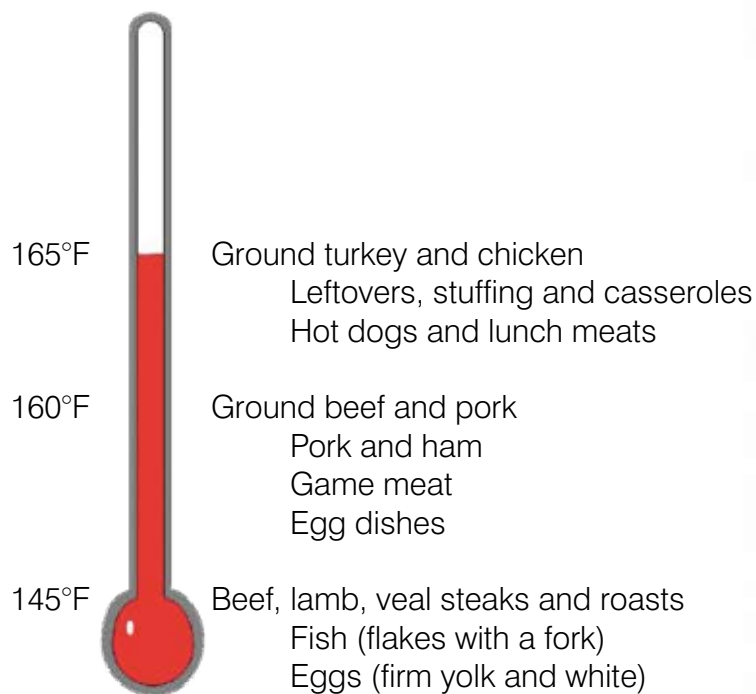 165°F Ground turkey and chicken
Leftovers, stuffing and casseroles
Hot dogs and lunch meats
160°F Ground beef and pork
Pork and ham
Game meat
Egg dishes
145°F Beef, lamb, veal steaks and roasts
Fish (flakes with a fork)
Eggs (firm yolk and white)